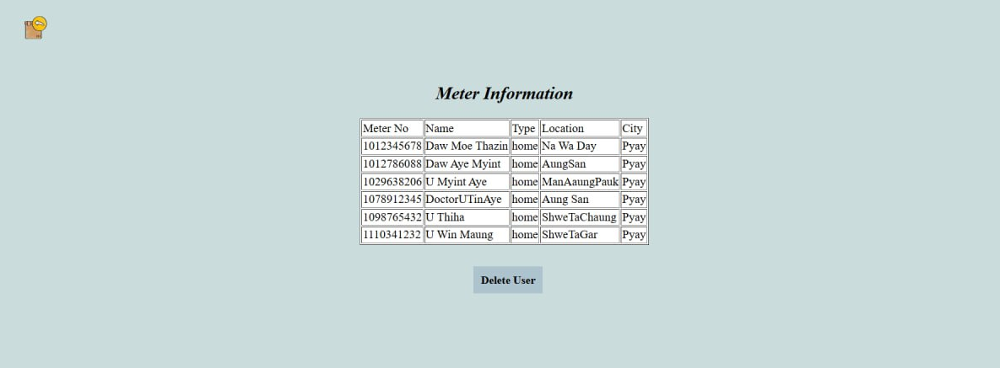 Meter Information
Meter No Name Type Location City
1012345678 Daw Moe Thazin home Na Wa Day Pyay
1012786088 Daw Aye Myint home AungSan Pyay
1029638206 U Myint Aye home ManAaungPauk Pyay
1078912345 DoctorUTinAye home Aung San Pyay
1098765432 U Thiha home ShweTaChaung Pyay
1110341232 U Win Maung home ShweTaGar Pyay
Delete User